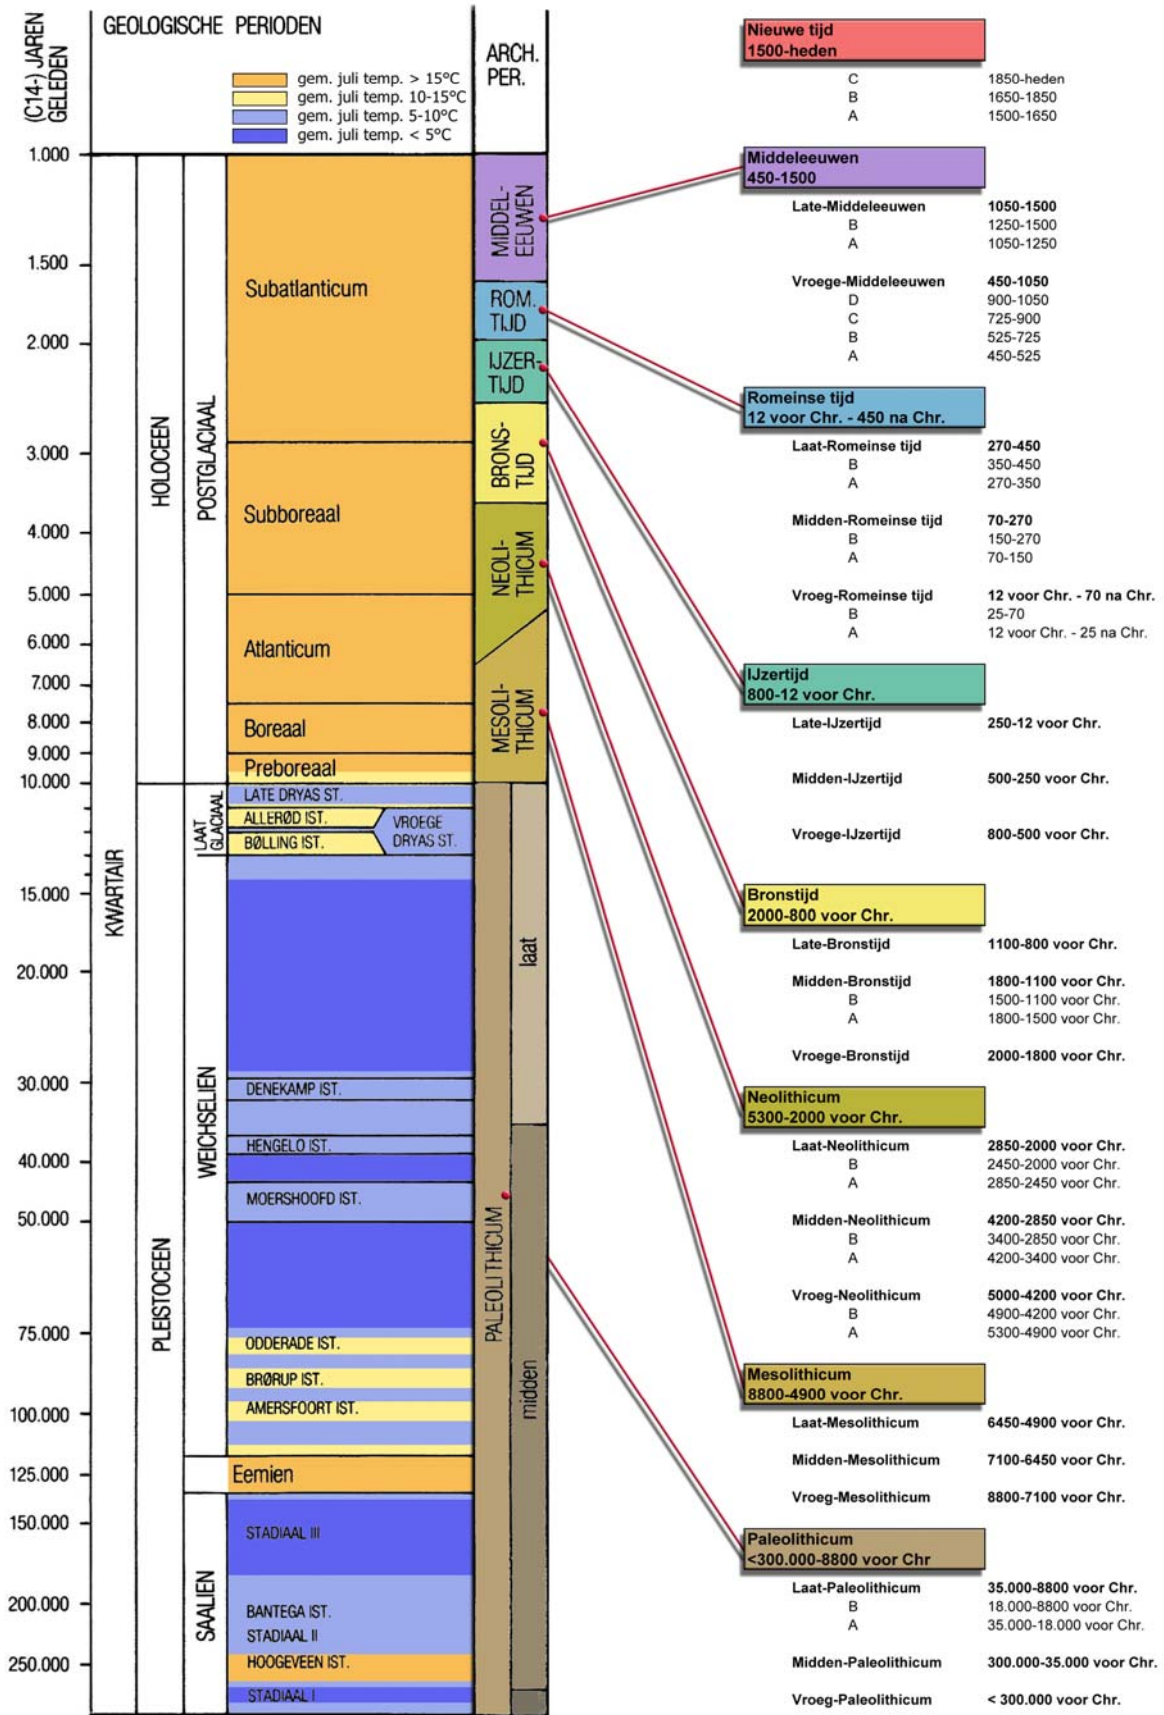 GEOLOGISCHE PERIODEN
(C14-) JAREN
GELEDEN
gem. juli temp. > 15°C
gem. juli temp. 10-15°C
gem. juli temp. 5-10°C
gem. juli temp. < 5°C
ARCH.
PER.
1.000
1.500
2.000
3.000
4.000
5.000
6.000
7.000
8.000
9.000
10.000
15.000
20.000
30.000
40.000
50.000
75.000
100.000
125.000
150.000
200.000
250.000
KWARTAIR
HOLOCEEN
PLEISTOCEEN
POSTGLACIAAL
LAAT
GLACIAAL
WEICHSELIEN
SAALIEN
Subatlanticum
Subboreaal
Atlanticum
Boreaal
Preboreaal
LATE DRYAS ST.
ALLERØD IST.
VROEGE
DRYAS ST.
BØLLING IST.
DENEKAMP IST.
HENGELO IST.
MOERSHOOFD IST.
ODDERADE IST.
BRØRUP IST.
AMERSFOORT IST.
Eemien
STADIAAL III
BANTEGA IST.
STADIAAL II
HOOGEVEEN IST.
STADIAAL I
MIDDEL-
EEUWEN
ROM.
TIJD
IJZER-
TIJD
BRONS-
TIJD
NEOLI-
THICUM
MESOLI-
THICUM
PALEOLITHICUM
laat
midden
Nieuwe tijd
1500-heden
C 1850-heden
B 1650-1850
A 1500-1650
Middeleeuwen
450-1500
Late-Middeleeuwen 1050-1500
B 1250-1500
A 1050-1250
Vroege-Middeleeuwen 450-1050
D 900-1050
C 725-900
B 525-725
A 450-525
Romeinse tijd
12 voor Chr. - 450 na Chr.
Laat-Romeinse tijd 270-450
B 350-450
A 270-350
Midden-Romeinse tijd 70-270
B 150-270
A 70-150
Vroeg-Romeinse tijd 12 voor Chr. - 70 na Chr.
B 25-70
A 12 voor Chr. - 25 na Chr.
IJzertijd
800-12 voor Chr.
Late-IJzertijd 250-12 voor Chr.
Midden-IJzertijd 500-250 voor Chr.
Vroege-IJzertijd 800-500 voor Chr.
Bronstijd
2000-800 voor Chr.
Late-Bronstijd 1100-800 voor Chr.
Midden-Bronstijd 1800-1100 voor Chr.
B 1500-1100 voor Chr.
A 1800-1500 voor Chr.
Vroege-Bronstijd 2000-1800 voor Chr.
Neolithicum
5300-2000 voor Chr.
Laat-Neolithicum 2850-2000 voor Chr.
B 2450-2000 voor Chr.
A 2850-2450 voor Chr.
Midden-Neolithicum 4200-2850 voor Chr.
B 3400-2850 voor Chr.
A 4200-3400 voor Chr.
Vroeg-Neolithicum 5000-4200 voor Chr.
B 4900-4200 voor Chr.
A 5300-4900 voor Chr.
Mesolithicum
8800-4900 voor Chr.
Laat-Mesolithicum 6450-4900 voor Chr.
Midden-Mesolithicum 7100-6450 voor Chr.
Vroeg-Mesolithicum 8800-7100 voor Chr.
Paleolithicum
<300.000-8800 voor Chr
Laat-Paleolithicum 35.000-8800 voor Chr.
B 18.000-8800 voor Chr.
A 35.000-18.000 voor Chr.
Midden-Paleolithicum 300.000-35.000 voor Chr.
Vroeg-Paleolithicum < 300.000 voor Chr.